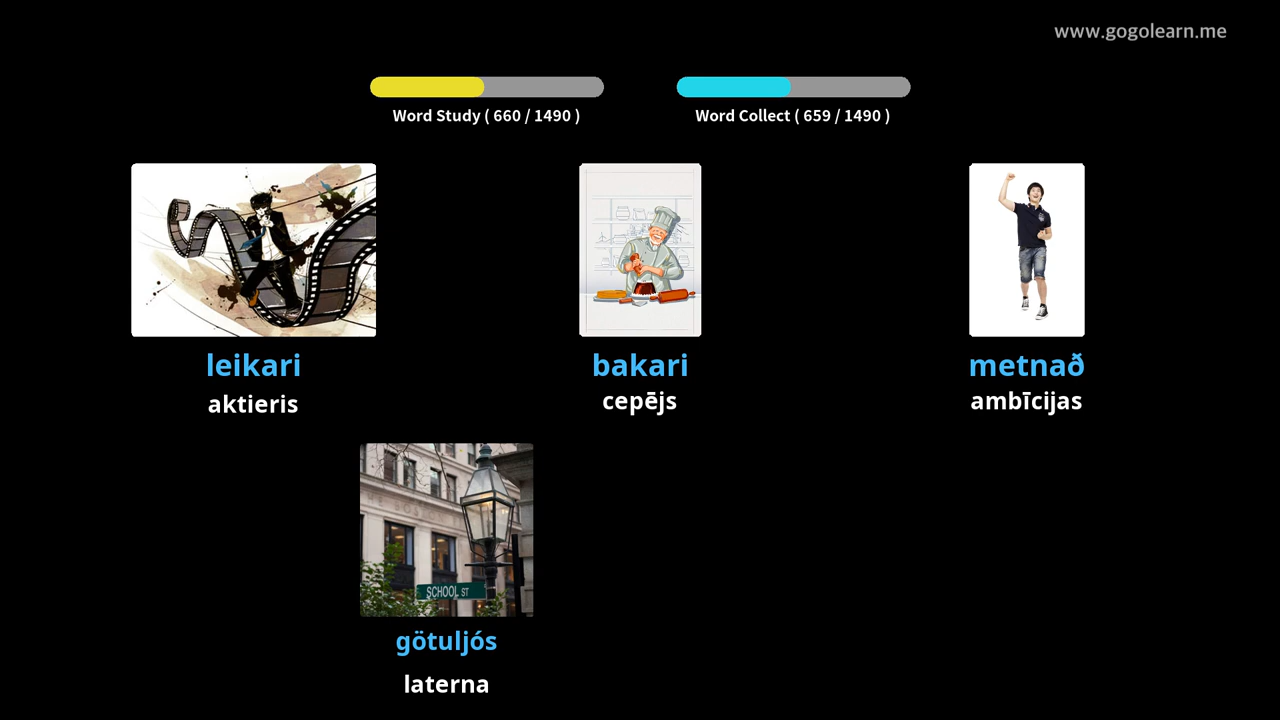 www.gogolearn.me
Word Study ( 660 / 1490 )
Word Collect ( 659 / 1490 )
leikari
aktieris
bakari
cepējs
metnað
ambīcijas
SCHOOL ST
götuljós
laterna